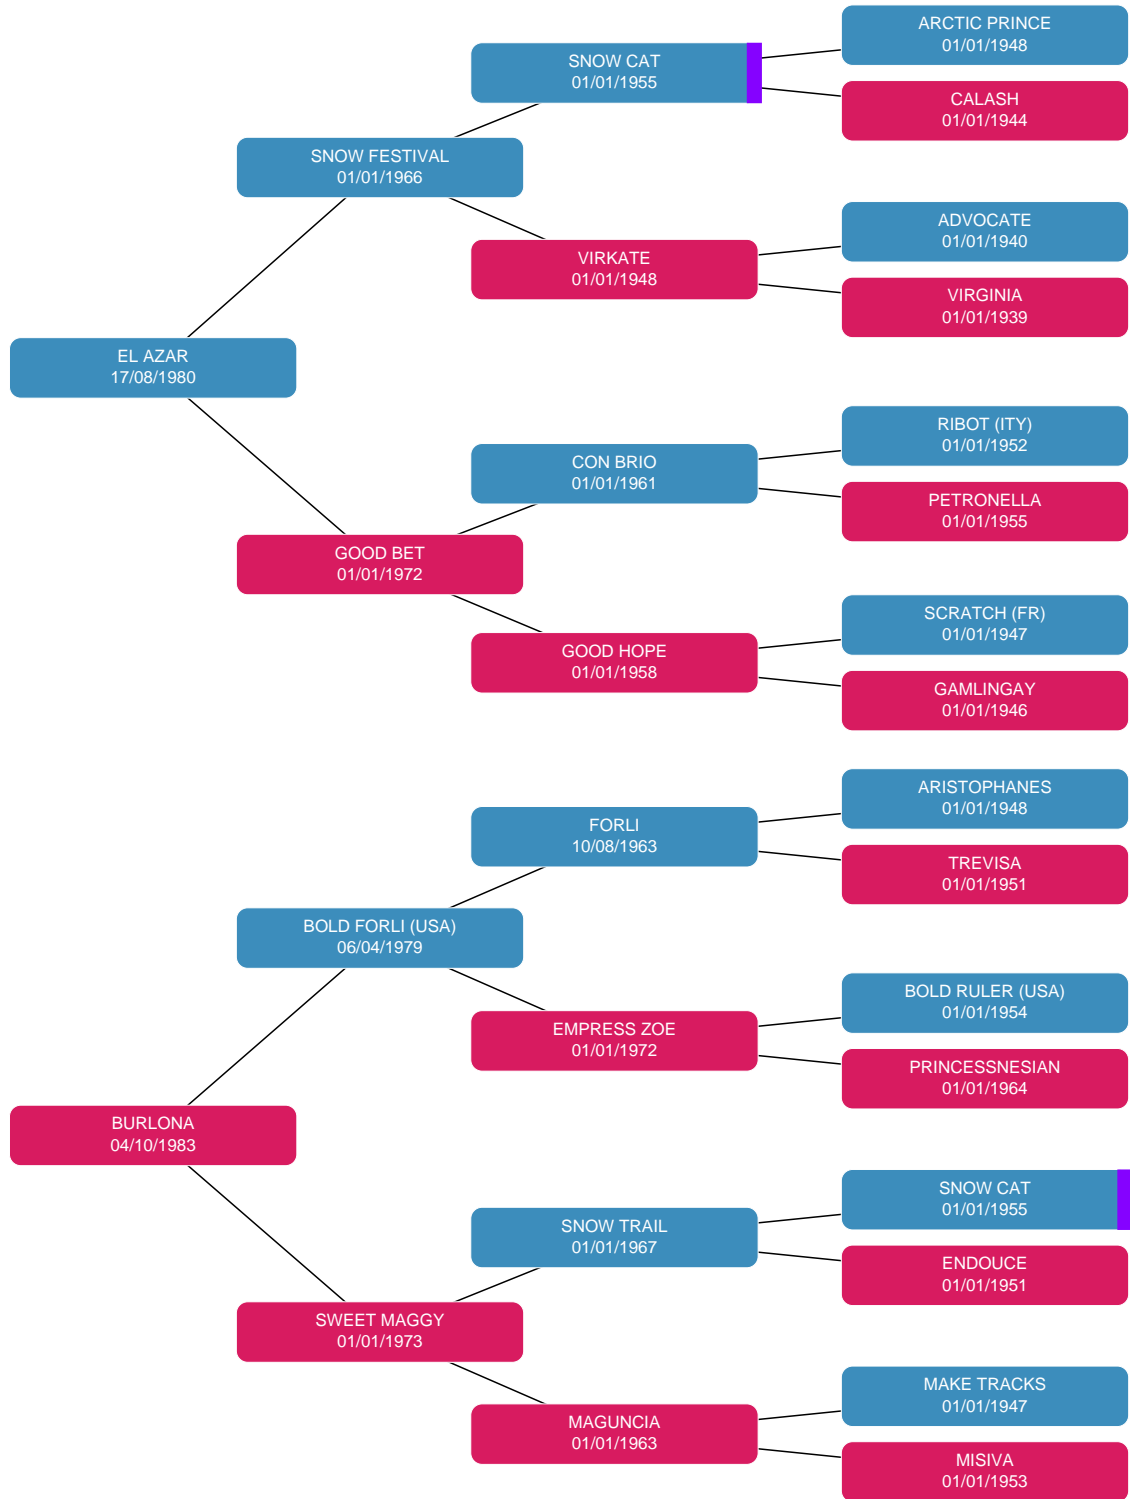 ARCTIC PRINCE
01/01/1948
SNOW CAT
01/01/1955
CALASH
01/01/1944
SNOW FESTIVAL
01/01/1966
ADVOCATE
01/01/1940
VIRKATE
01/01/1948
VIRGINIA
01/01/1939
EL AZAR
17/08/1980
RIBOT (ITY)
01/01/1952
CON BRIO
01/01/1961
PETRONELLA
01/01/1955
GOOD BET
01/01/1972
SCRATCH (FR)
01/01/1947
GOOD HOPE
01/01/1958
GAMLINGAY
01/01/1946
ARISTOPHANES
01/01/1948
FORLI
10/08/1963
TREVISA
01/01/1951
BOLD FORLI (USA)
06/04/1979
BOLD RULER (USA)
01/01/1954
EMPRESS ZOE
01/01/1972
PRINCESSNESIAN
01/01/1964
BURLONA
04/10/1983
SNOW CAT
01/01/1955
SNOW TRAIL
01/01/1967
ENDOUCE
01/01/1951
SWEET MAGGY
01/01/1973
MAKE TRACKS
01/01/1947
MAGUNCIA
01/01/1963
MISIVA
01/01/1953